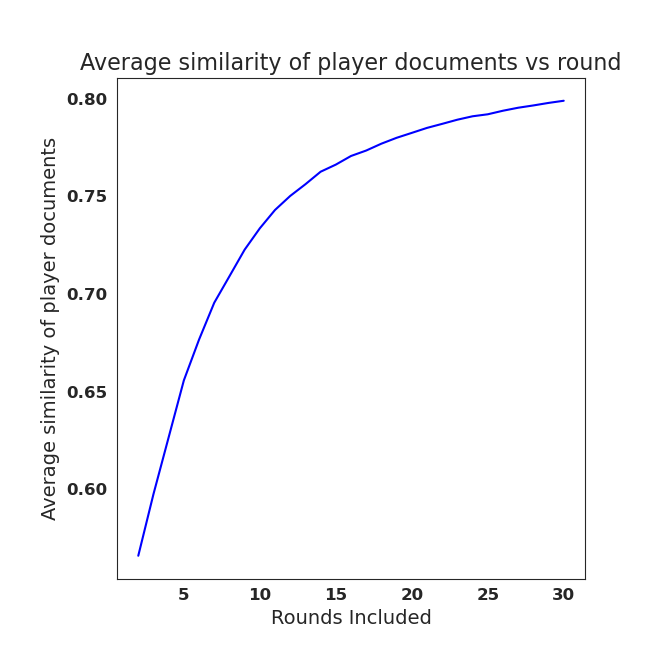 Average similarity of player documents vs round
Average similarity of player documents
0.80
0.75
0.70
0.65
0.60
5 10 15 20 25 30
Rounds Included